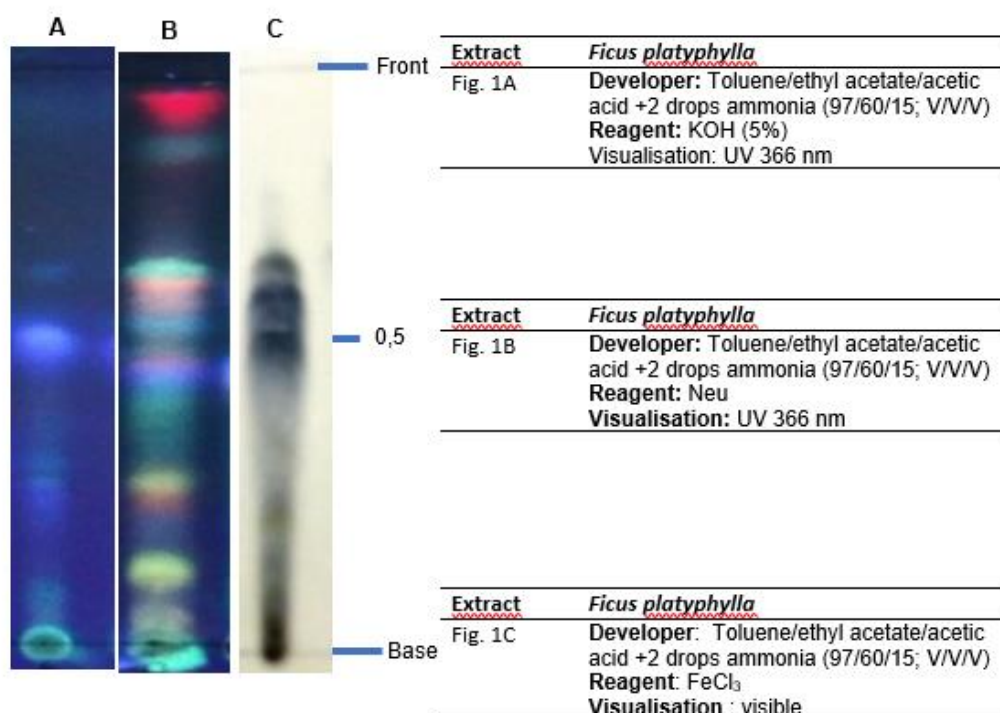 A B C
Front
0,5
Base
Extract Ficus platyphylla
Fig. 1A Developer: Toluene/ethyl acetate/acetic
acid +2 drops ammonia (97/60/15; V/V/V)
Reagent: KOH (5%)
Visualisation: UV 366 nm
Extract Ficus platyphylla
Fig. 1B Developer: Toluene/ethyl acetate/acetic
acid +2 drops ammonia (97/60/15; V/V/V)
Reagent: Neu
Visualisation: UV 366 nm
Extract Ficus platyphylla
Fig. 1C Developer: Toluene/ethyl acetate/acetic
acid +2 drops ammonia (97/60/15; V/V/V)
Reagent: FeCl₃
Visualisation : visible